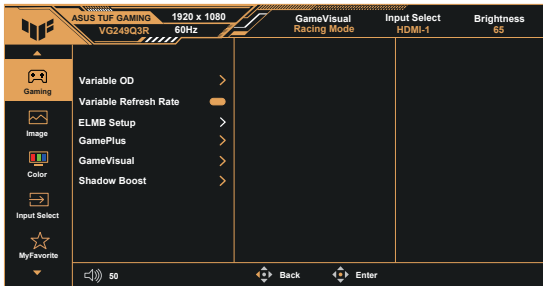 ASUS TUF GAMING 1920 x 1080
VG249Q3R 60Hz
GameVisual
Racing Mode
Input Select
HDMI-1
Brightness
65
Gaming
Image
Color
Input Select
MyFavorite
Variable OD
Variable Refresh Rate
ELMB Setup
GamePlus
GameVisual
Shadow Boost
50
Back
Enter